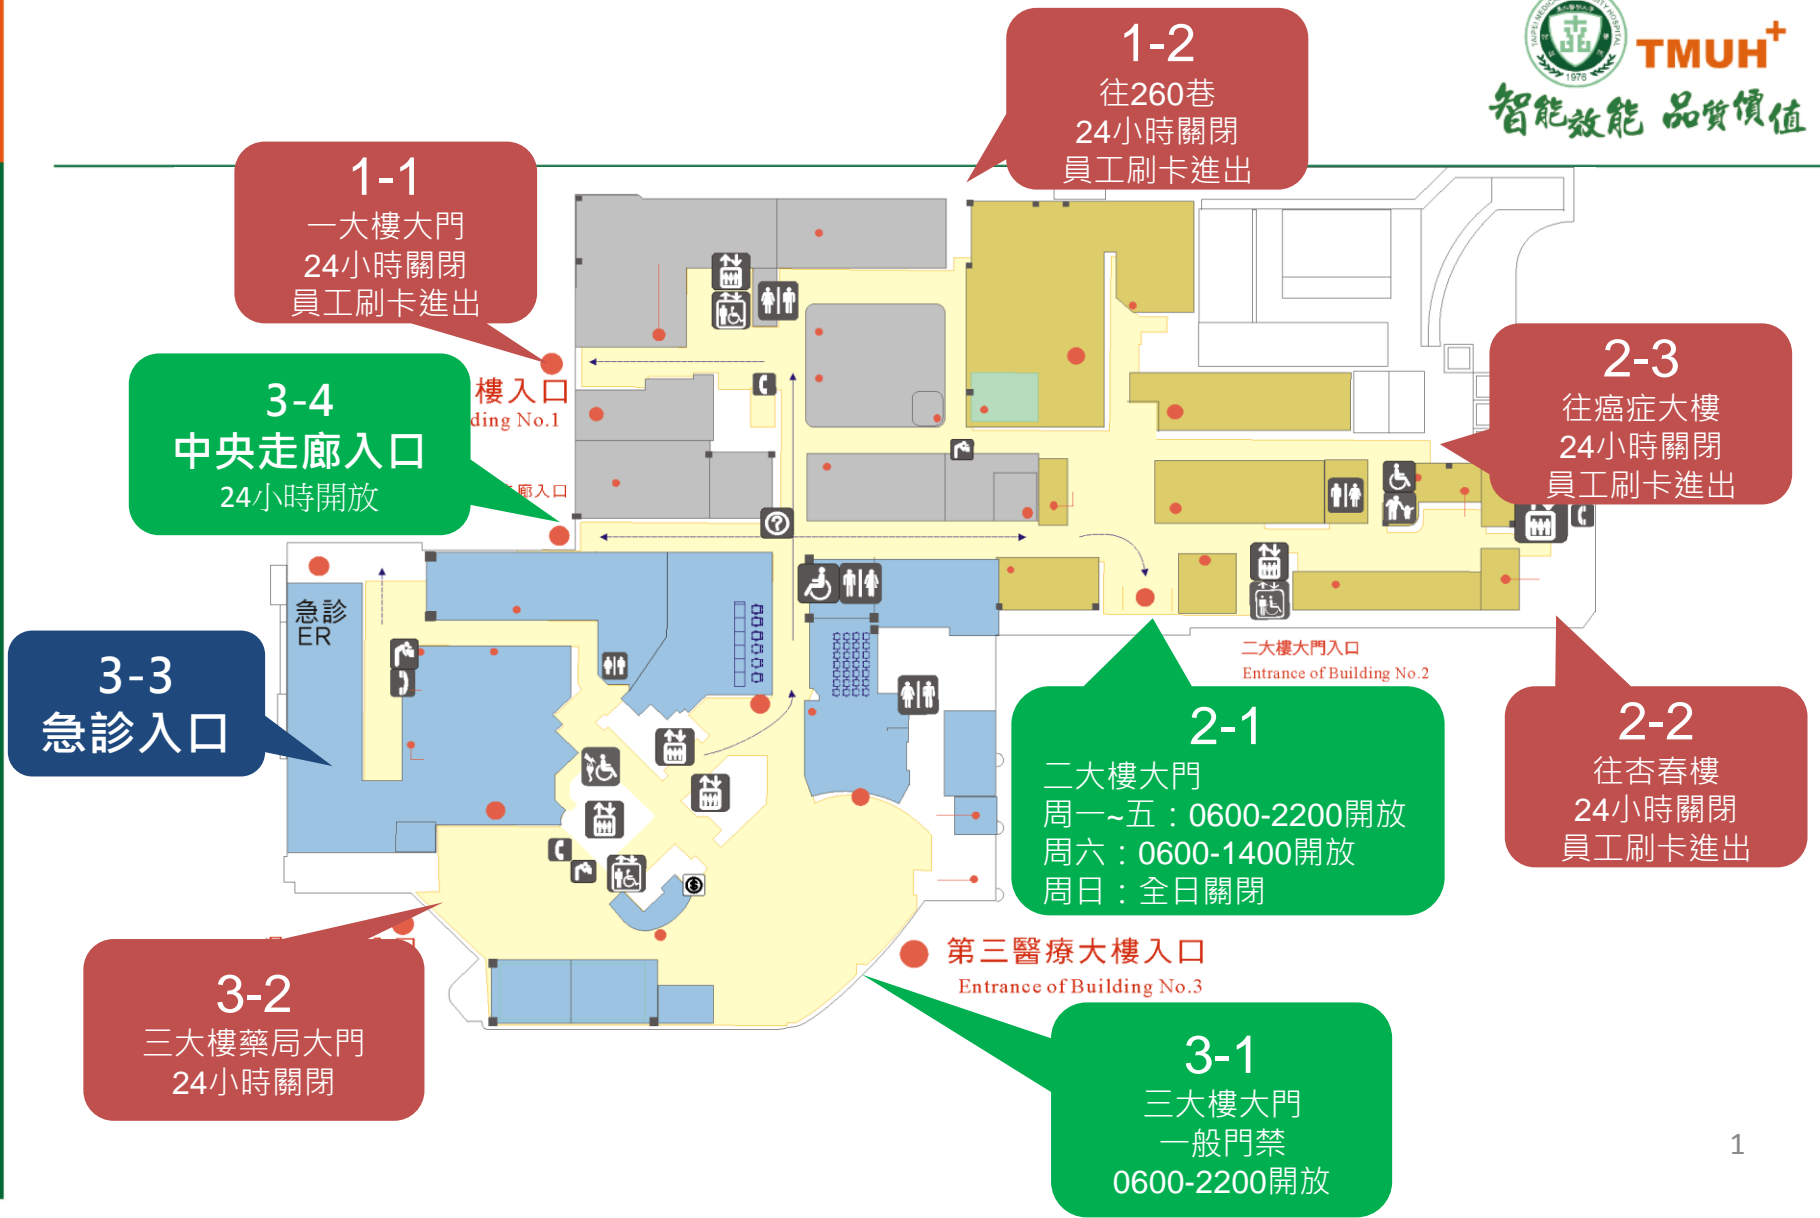 TAIPEI MEDICAL UNIVERSITY HOSPITAL
1976
TMUH+
智能效能 品質價值
1-2
往260巷
24小時關閉
員工刷卡進出
1-1
一大樓大門
24小時關閉
員工刷卡進出
樓入口
ding No.1
3-4
中央走廊入口
24小時開放
廊入口
2-3
往癌症大樓
24小時關閉
員工刷卡進出
急診
ER
3-3
急診入口
二大樓大門入口
Entrance of Building No.2
2-1
二大樓大門
周一~五：0600-2200開放
周六：0600-1400開放
周日：全日關閉
2-2
往杏春樓
24小時關閉
員工刷卡進出
第三醫療大樓入口
Entrance of Building No.3
3-2
三大樓藥局大門
24小時關閉
3-1
三大樓大門
一般門禁
0600-2200開放
1